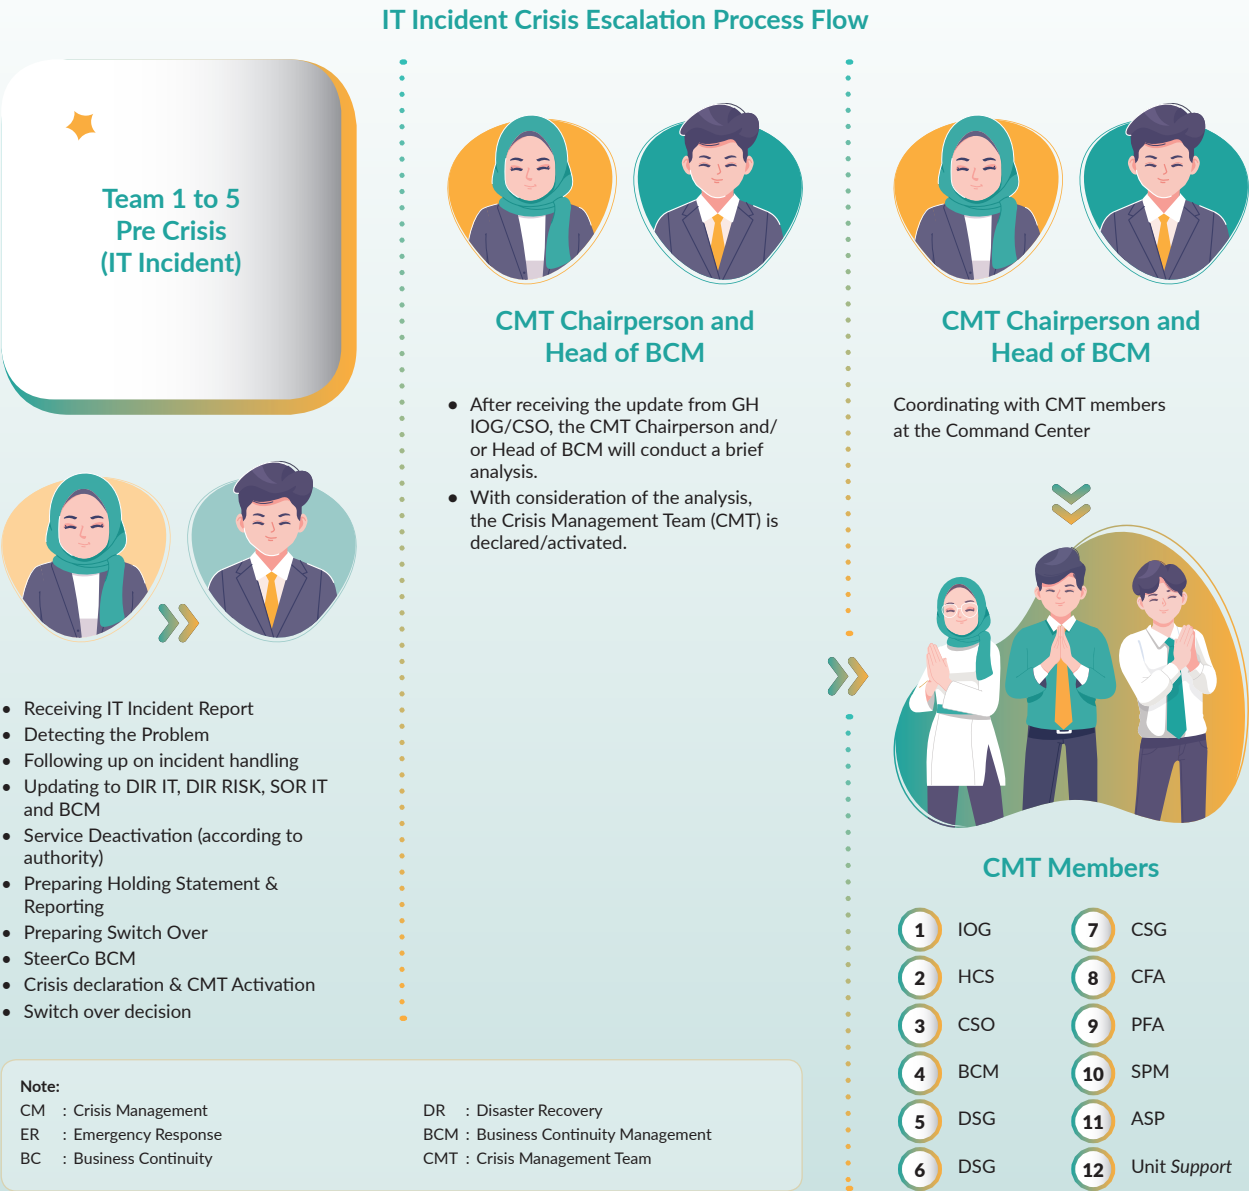 IT Incident Crisis Escalation Process Flow
Team 1 to 5
Pre Crisis
(IT Incident)
• Receiving IT Incident Report
• Detecting the Problem
• Following up on incident handling
• Updating to DIR IT, DIR RISK, SOR IT
and BCM
• Service Deactivation (according to
authority)
• Preparing Holding Statement &
Reporting
• Preparing Switch Over
• SteerCo BCM
• Crisis declaration & CMT Activation
• Switch over decision
CMT Chairperson and
Head of BCM
• After receiving the update from GH
IOG/CSO, the CMT Chairperson and/
or Head of BCM will conduct a brief
analysis.
• With consideration of the analysis,
the Crisis Management Team (CMT) is
declared/activated.
CMT Chairperson and
Head of BCM
Coordinating with CMT members
at the Command Center
CMT Members
1 IOG
2 HCS
3 CSO
4 BCM
5 DSG
6 DSG
7 CSG
8 CFA
9 PFA
10 SPM
11 ASP
12 Unit Support
Note:
CM : Crisis Management
ER : Emergency Response
BC : Business Continuity
DR : Disaster Recovery
BCM : Business Continuity Management
CMT : Crisis Management Team